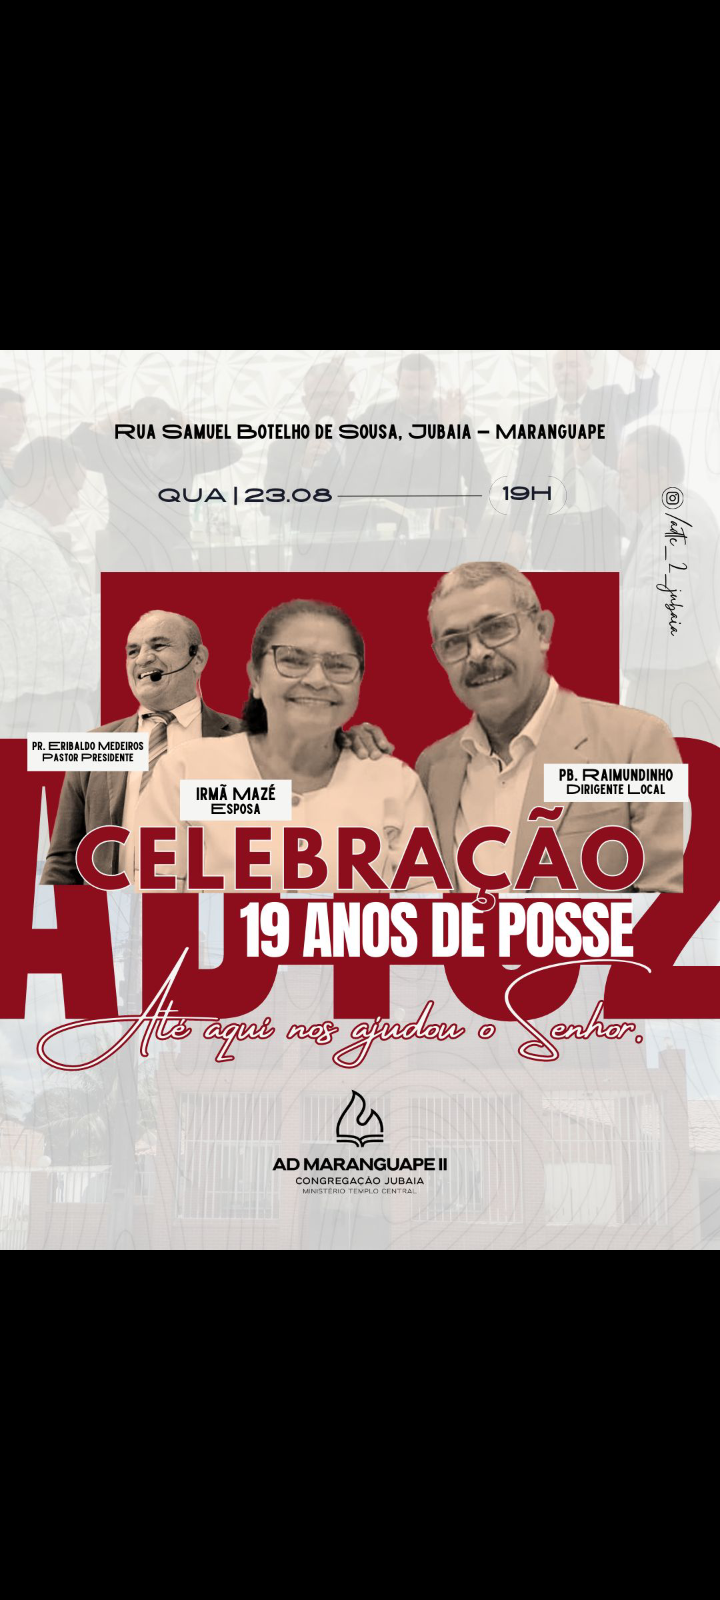 RUA SAMUEL BOTELHO DE SOUSA, JUBAIA – MARANGUAPE
QUA | 23.08
19H
/adtc_2_jubaia
PR. ERIBALDO MEDEIROS
PASTOR PRESIDENTE
IRMÃ MAZÉ
ESPOSA
PB. RAIMUNDINHO
DIRIGENTE LOCAL
ADTC2
CELEBRAÇÃO
19 ANOS DE POSSE
Até aqui nos ajudou o Senhor.
AD MARANGUAPE II
CONGREGAÇÃO JUBAIA
MINISTÉRIO TEMPLO CENTRAL